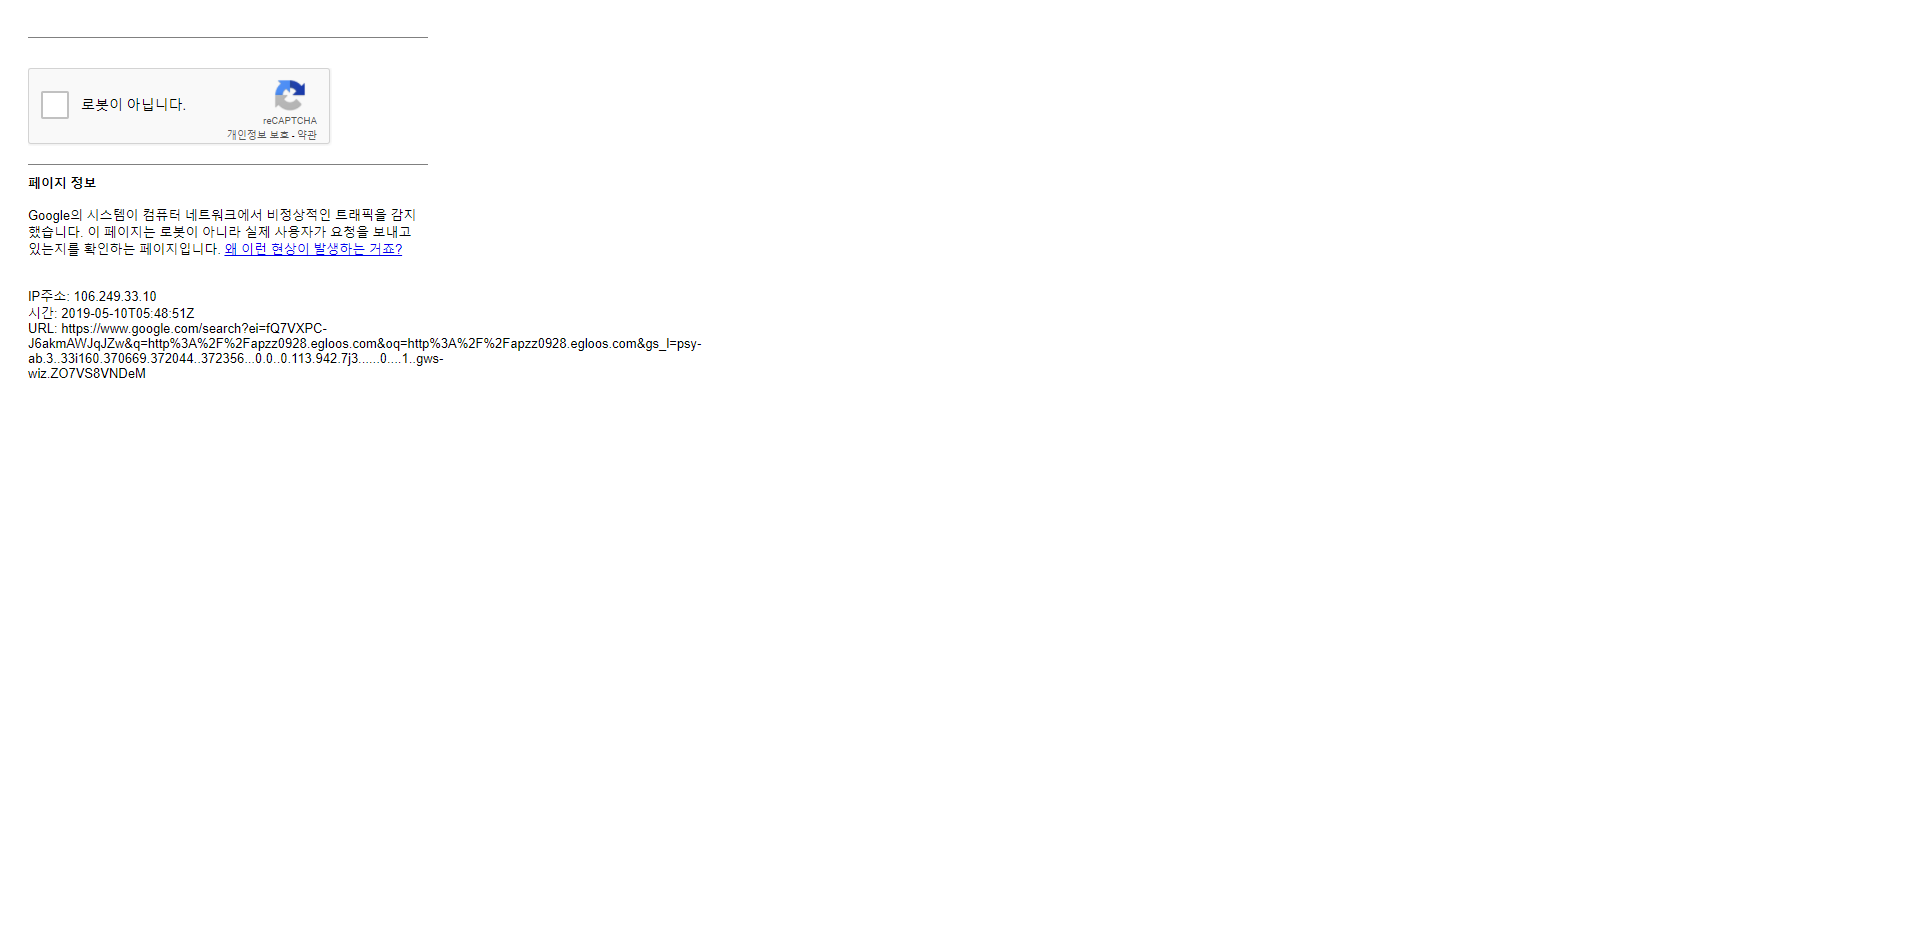 로봇이 아닙니다.
reCAPTCHA
개인정보 보호 - 약관
페이지 정보
Google의 시스템이 컴퓨터 네트워크에서 비정상적인 트래픽을 감지
했습니다. 이 페이지는 로봇이 아니라 실제 사용자가 요청을 보내고
있는지를 확인하는 페이지입니다. 왜 이런 현상이 발생하는 거죠?
IP주소: 106.249.33.10
시간: 2019-05-10T05:48:51Z
URL: https://www.google.com/search?ei=fQ7VXPC-
J6akmAWJqJZw&q=http%3A%2F%2Fapzz0928.egloos.com&oq=http%3A%2F%2Fapzz0928.egloos.com&gs_l=psy-
ab.3..33i160.370669.372044..372356...0.0..0.113.942.7j3......0....1..gws-
wiz.ZO7VS8VNDeM